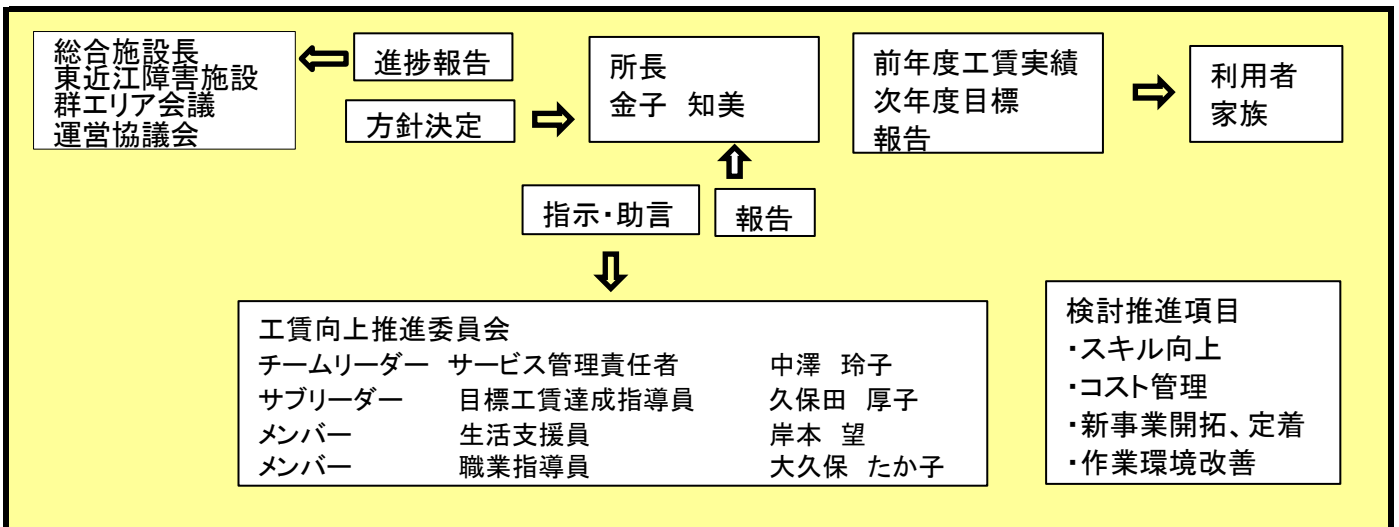 総合施設長
東近江障害施設
群エリア会議
運営協議会
進捗報告
方針決定
所長
金子 知美
前年度工賃実績
次年度目標
報告
利用者
家族
指示・助言
報告
工賃向上推進委員会
チームリーダー サービス管理責任者 中澤 玲子
サブリーダー 目標工賃達成指導員 久保田 厚子
メンバー 生活支援員 岸本 望
メンバー 職業指導員 大久保 たか子
検討推進項目
・スキル向上
・コスト管理
・新事業開拓、定着
・作業環境改善